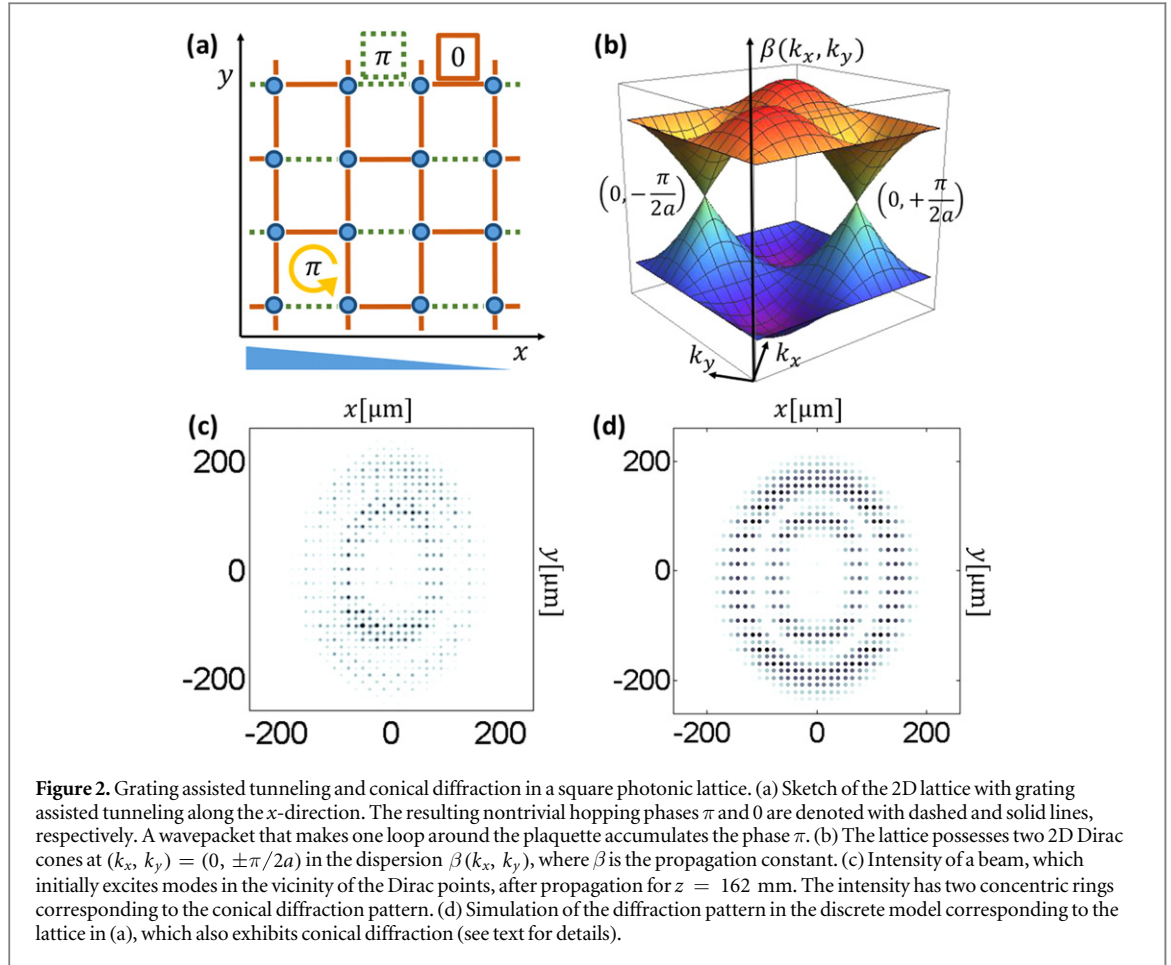 (a)
y
π
0
π
x
(b)
β(kx, ky)
(0, −π/2a)
(0, +π/2a)
ky
kx
(c)
x[μm]
200
0
-200
y[μm]
-200
0
200
(d)
x[μm]
200
0
-200
y[μm]
-200
0
200
Figure 2. Grating assisted tunneling and conical diffraction in a square photonic lattice. (a) Sketch of the 2D lattice with grating
assisted tunneling along the x-direction. The resulting nontrivial hopping phases π and 0 are denoted with dashed and solid lines,
respectively. A wavepacket that makes one loop around the plaquette accumulates the phase π. (b) The lattice possesses two 2D Dirac
cones at (kx, ky) = (0, ±π/2a) in the dispersion β(kx, ky), where β is the propagation constant. (c) Intensity of a beam, which
initially excites modes in the vicinity of the Dirac points, after propagation for z = 162 mm. The intensity has two concentric rings
corresponding to the conical diffraction pattern. (d) Simulation of the diffraction pattern in the discrete model corresponding to the
lattice in (a), which also exhibits conical diffraction (see text for details).